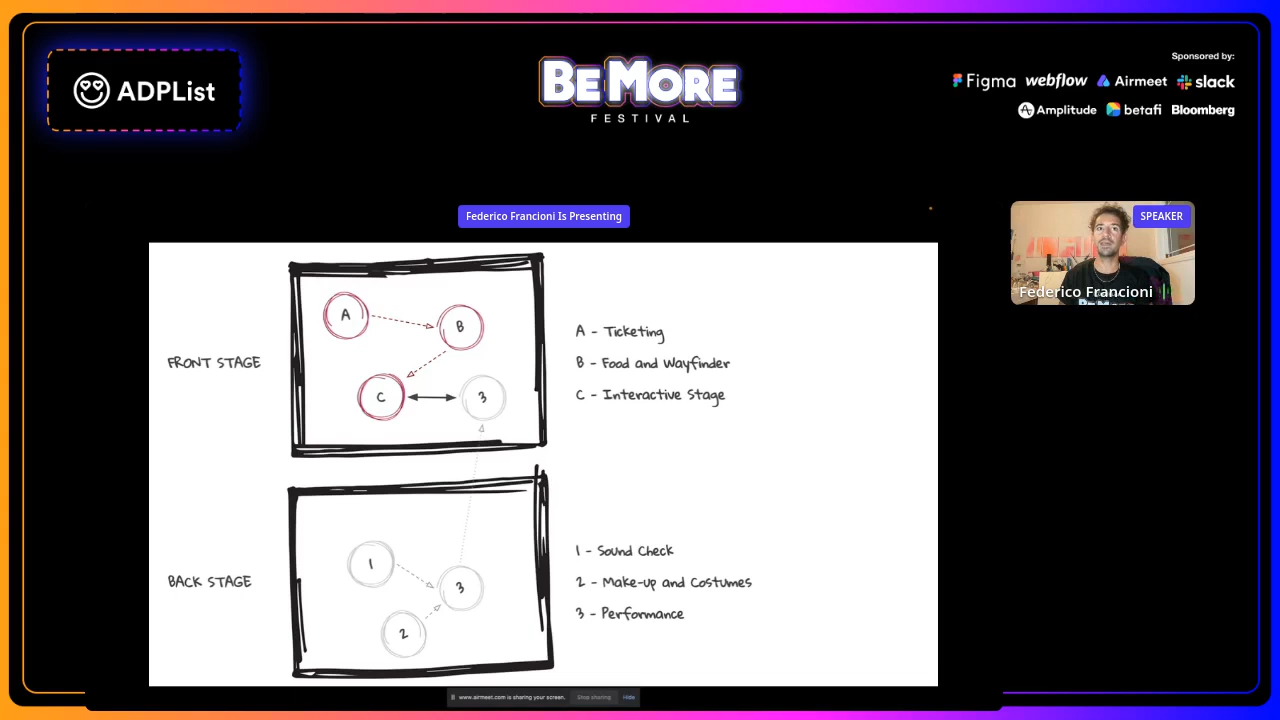 ADPList
BE MORE
FESTIVAL
Sponsored by:
Figma webflow Airmeet slack
Amplitude betafi Bloomberg
Federico Francioni Is Presenting
SPEAKER
Federico Francioni
FRONT STAGE
A
B
C
3
A - Ticketing
B - Food and Wayfinder
C - Interactive Stage
BACK STAGE
1
3
2
1 - Sound Check
2 - Make-up and Costumes
3 - Performance
www.airmeet.com is sharing your screen. Stop sharing Hide